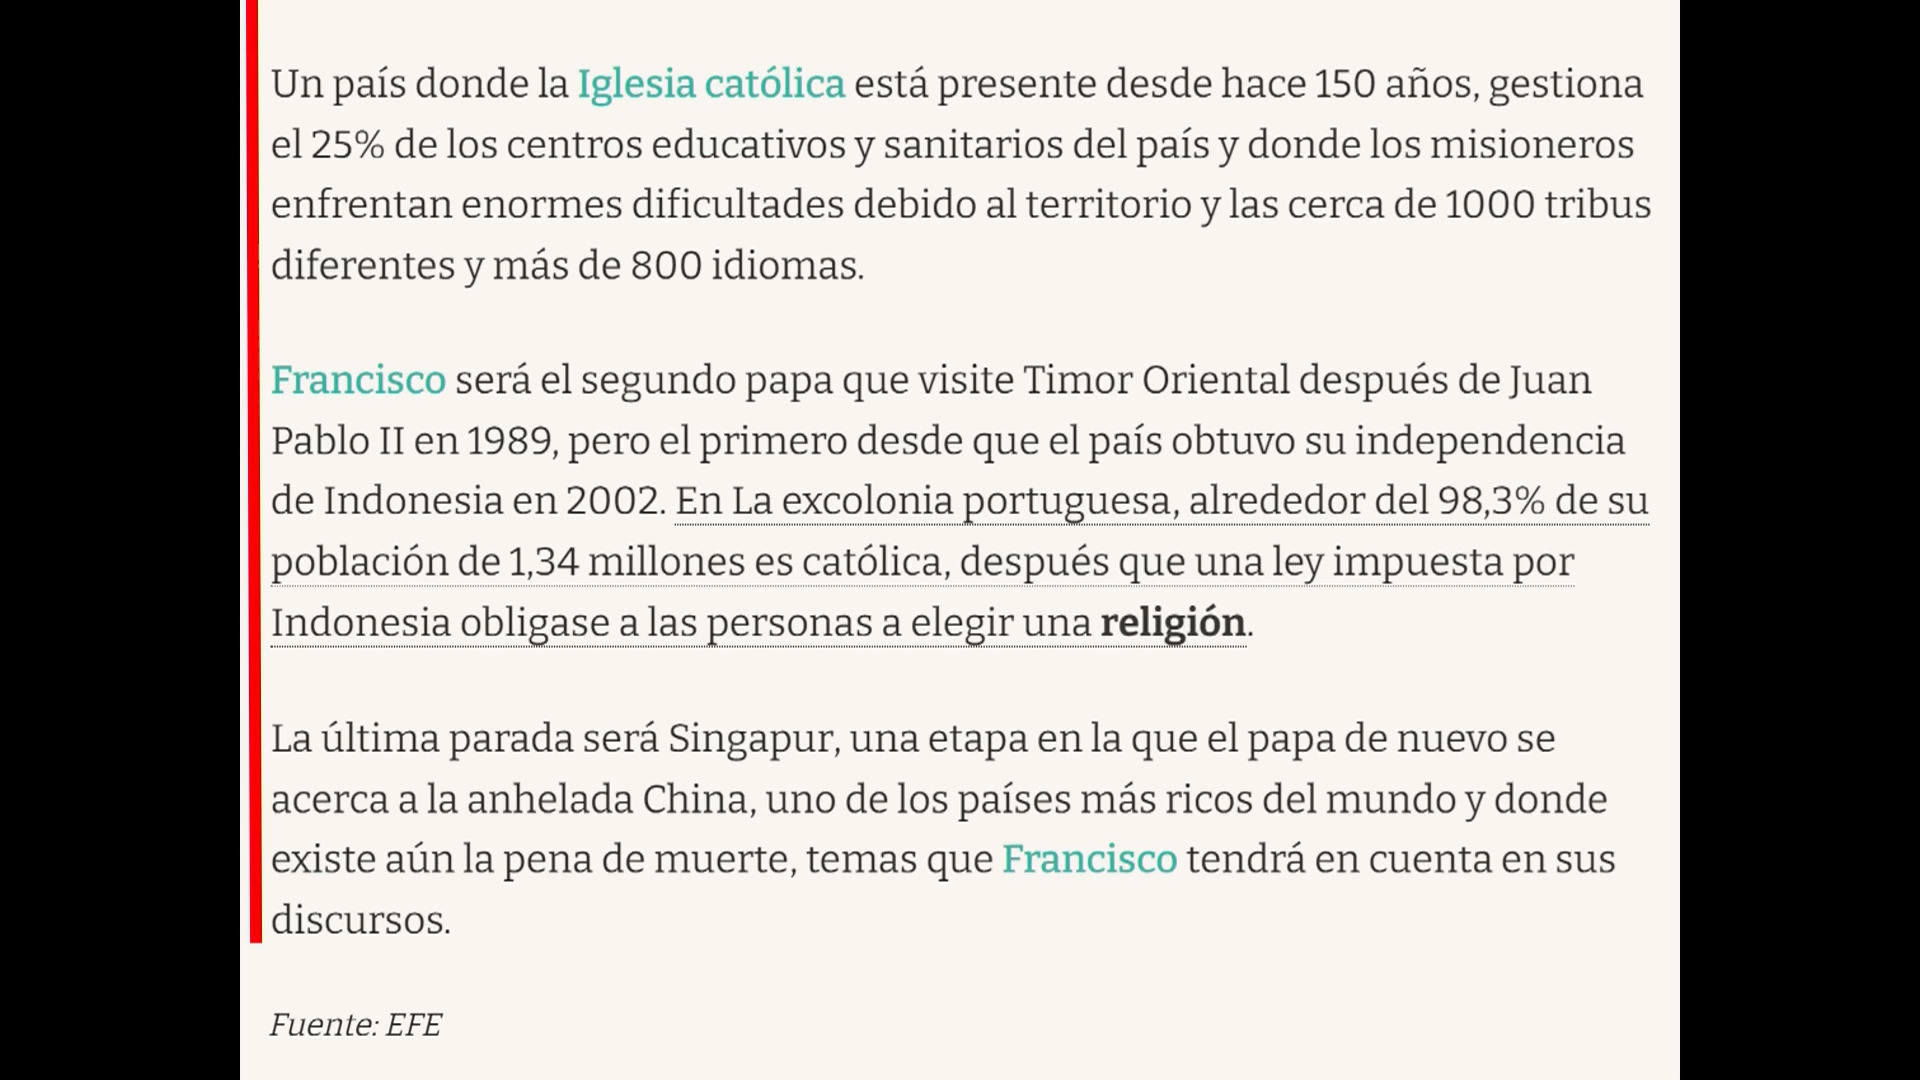 Un país donde la Iglesia católica está presente desde hace 150 años, gestiona
el 25% de los centros educativos y sanitarios del país y donde los misioneros
enfrentan enormes dificultades debido al territorio y las cerca de 1000 tribus
diferentes y más de 800 idiomas.
Francisco será el segundo papa que visite Timor Oriental después de Juan
Pablo II en 1989, pero el primero desde que el país obtuvo su independencia
de Indonesia en 2002. En La excolonia portuguesa, alrededor del 98,3% de su
población de 1,34 millones es católica, después que una ley impuesta por
Indonesia obligase a las personas a elegir una religión.
La última parada será Singapur, una etapa en la que el papa de nuevo se
acerca a la anhelada China, uno de los países más ricos del mundo y donde
existe aún la pena de muerte, temas que Francisco tendrá en cuenta en sus
discursos.
Fuente: EFE